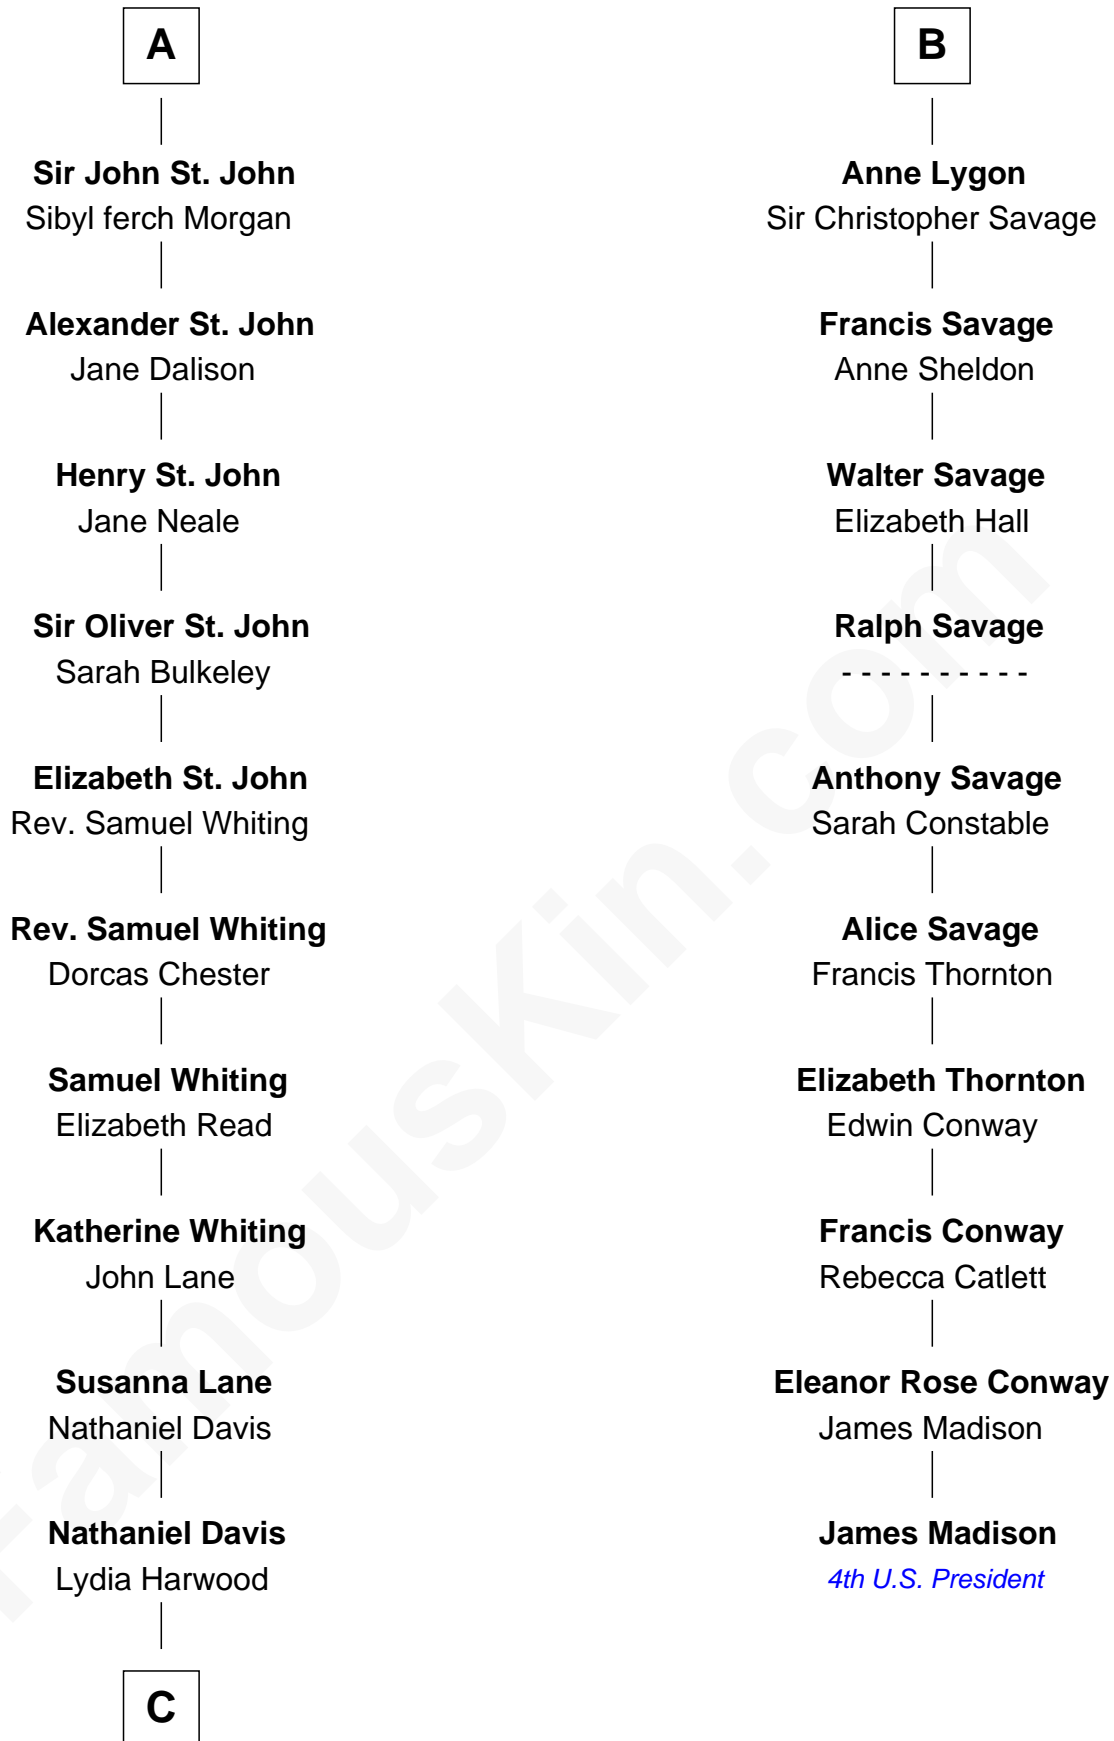 A
Sir John St. John
Sibyl ferch Morgan
Alexander St. John
Jane Dalison
Henry St. John
Jane Neale
Sir Oliver St. John
Sarah Bulkeley
Elizabeth St. John
Rev. Samuel Whiting
Rev. Samuel Whiting
Dorcas Chester
Samuel Whiting
Elizabeth Read
Katherine Whiting
John Lane
Susanna Lane
Nathaniel Davis
Nathaniel Davis
Lydia Harwood
C
B
Anne Lygon
Sir Christopher Savage
Francis Savage
Anne Sheldon
Walter Savage
Elizabeth Hall
Ralph Savage
- - - - - - - - - -
Anthony Savage
Sarah Constable
Alice Savage
Francis Thornton
Elizabeth Thornton
Edwin Conway
Francis Conway
Rebecca Catlett
Eleanor Rose Conway
James Madison
James Madison
4th U.S. President
FamousKin.com